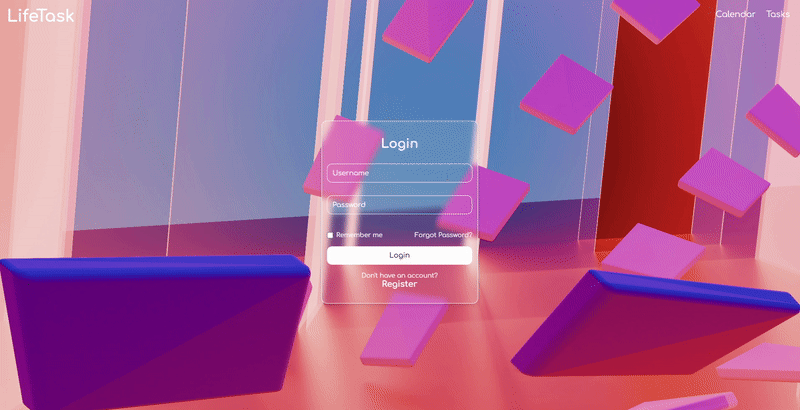 LifeTask
Calendar Tasks
Login
Username
Password
Remember me Forgot Password?
Login
Don't have an account?
Register